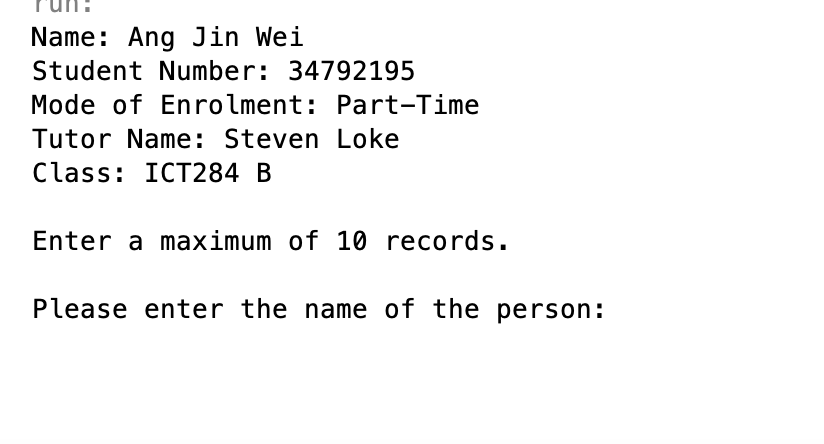 run:
Name: Ang Jin Wei
Student Number: 34792195
Mode of Enrolment: Part-Time
Tutor Name: Steven Loke
Class: ICT284 B
Enter a maximum of 10 records.
Please enter the name of the person: